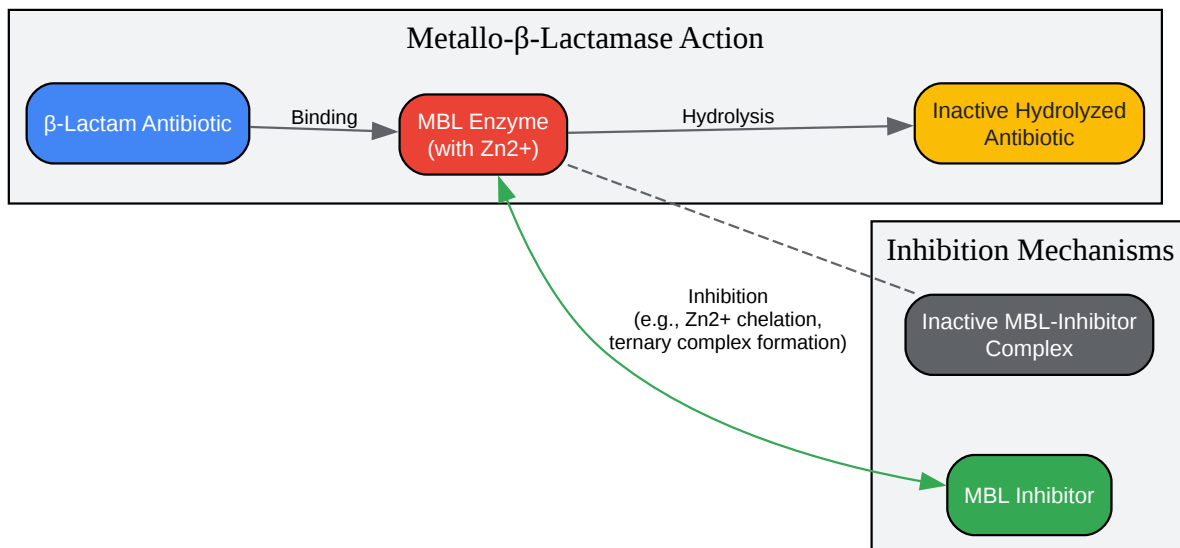 Metallo-β-Lactamase Action
β-Lactam Antibiotic
Binding
MBL Enzyme
(with Zn2+)
Hydrolysis
Inactive Hydrolyzed
Antibiotic
Inhibition Mechanisms
Inhibition
(e.g., Zn2+ chelation,
ternary complex formation)
Inactive MBL-Inhibitor
Complex
MBL Inhibitor